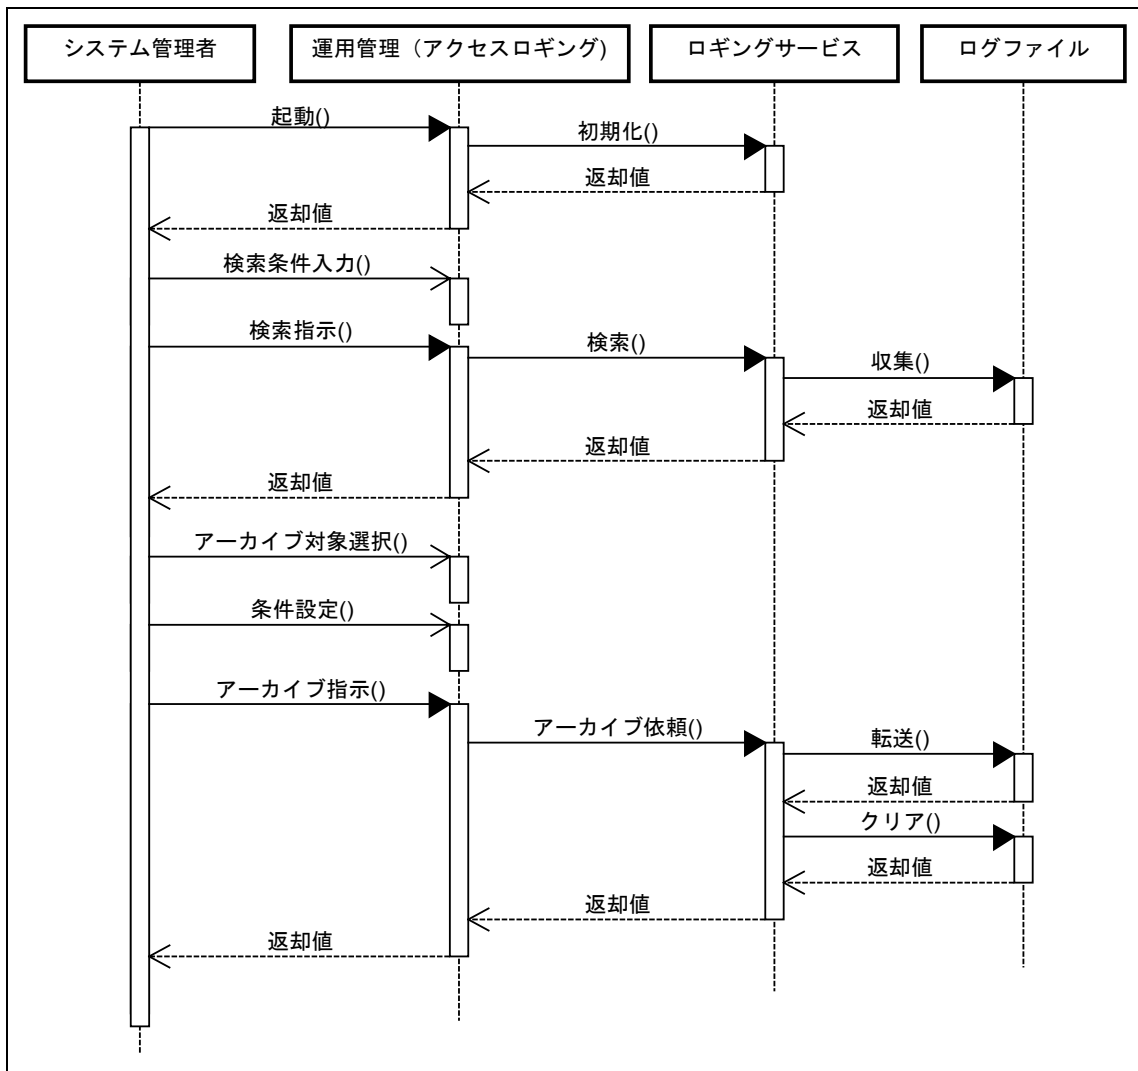 システム管理者
運用管理（アクセスロギング)
ロギングサービス
ログファイル
起動()
初期化()
返却値
返却値
検索条件入力()
検索指示()
検索()
収集()
返却値
返却値
返却値
アーカイブ対象選択()
条件設定()
アーカイブ指示()
アーカイブ依頼()
転送()
返却値
クリア()
返却値
返却値
返却値